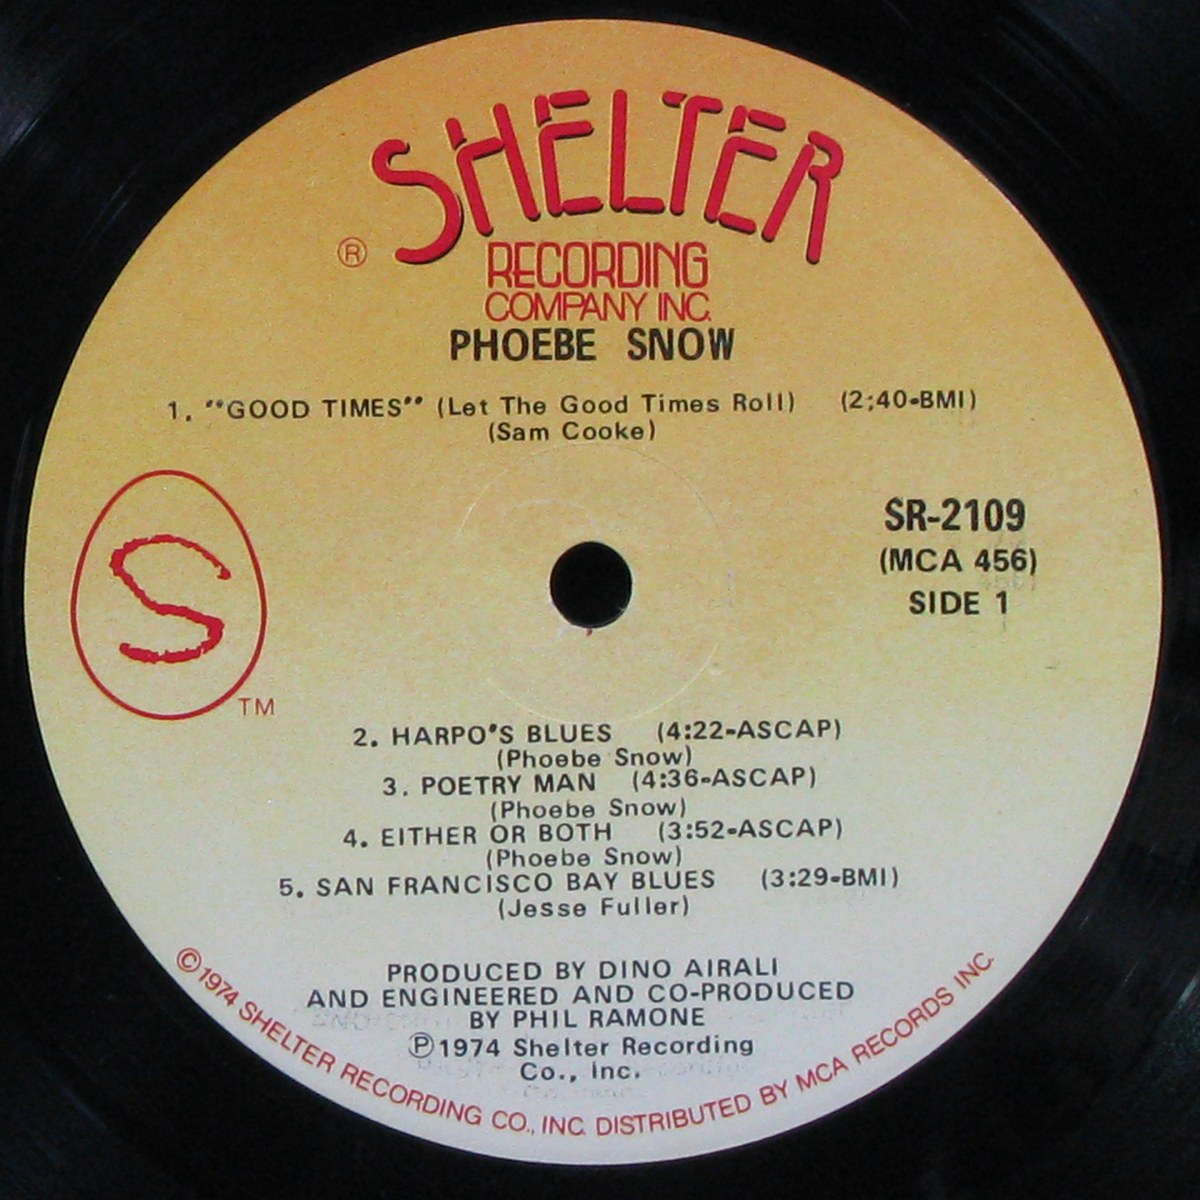 SHELTER
®
RECORDING
COMPANY INC.
PHOEBE SNOW
1. "GOOD TIMES" (Let The Good Times Roll) (2;40-BMI)
(Sam Cooke)
SR-2109
(MCA 456)
SIDE 1
S
TM
2. HARPO'S BLUES (4:22-ASCAP)
(Phoebe Snow)
3. POETRY MAN (4:36-ASCAP)
(Phoebe Snow)
4. EITHER OR BOTH (3:52-ASCAP)
(Phoebe Snow)
5. SAN FRANCISCO BAY BLUES (3:29-BMI)
(Jesse Fuller)
PRODUCED BY DINO AIRALI
AND ENGINEERED AND CO-PRODUCED
BY PHIL RAMONE
℗1974 Shelter Recording
Co., Inc.
©1974 SHELTER RECORDING CO., INC. DISTRIBUTED BY MCA RECORDS INC.